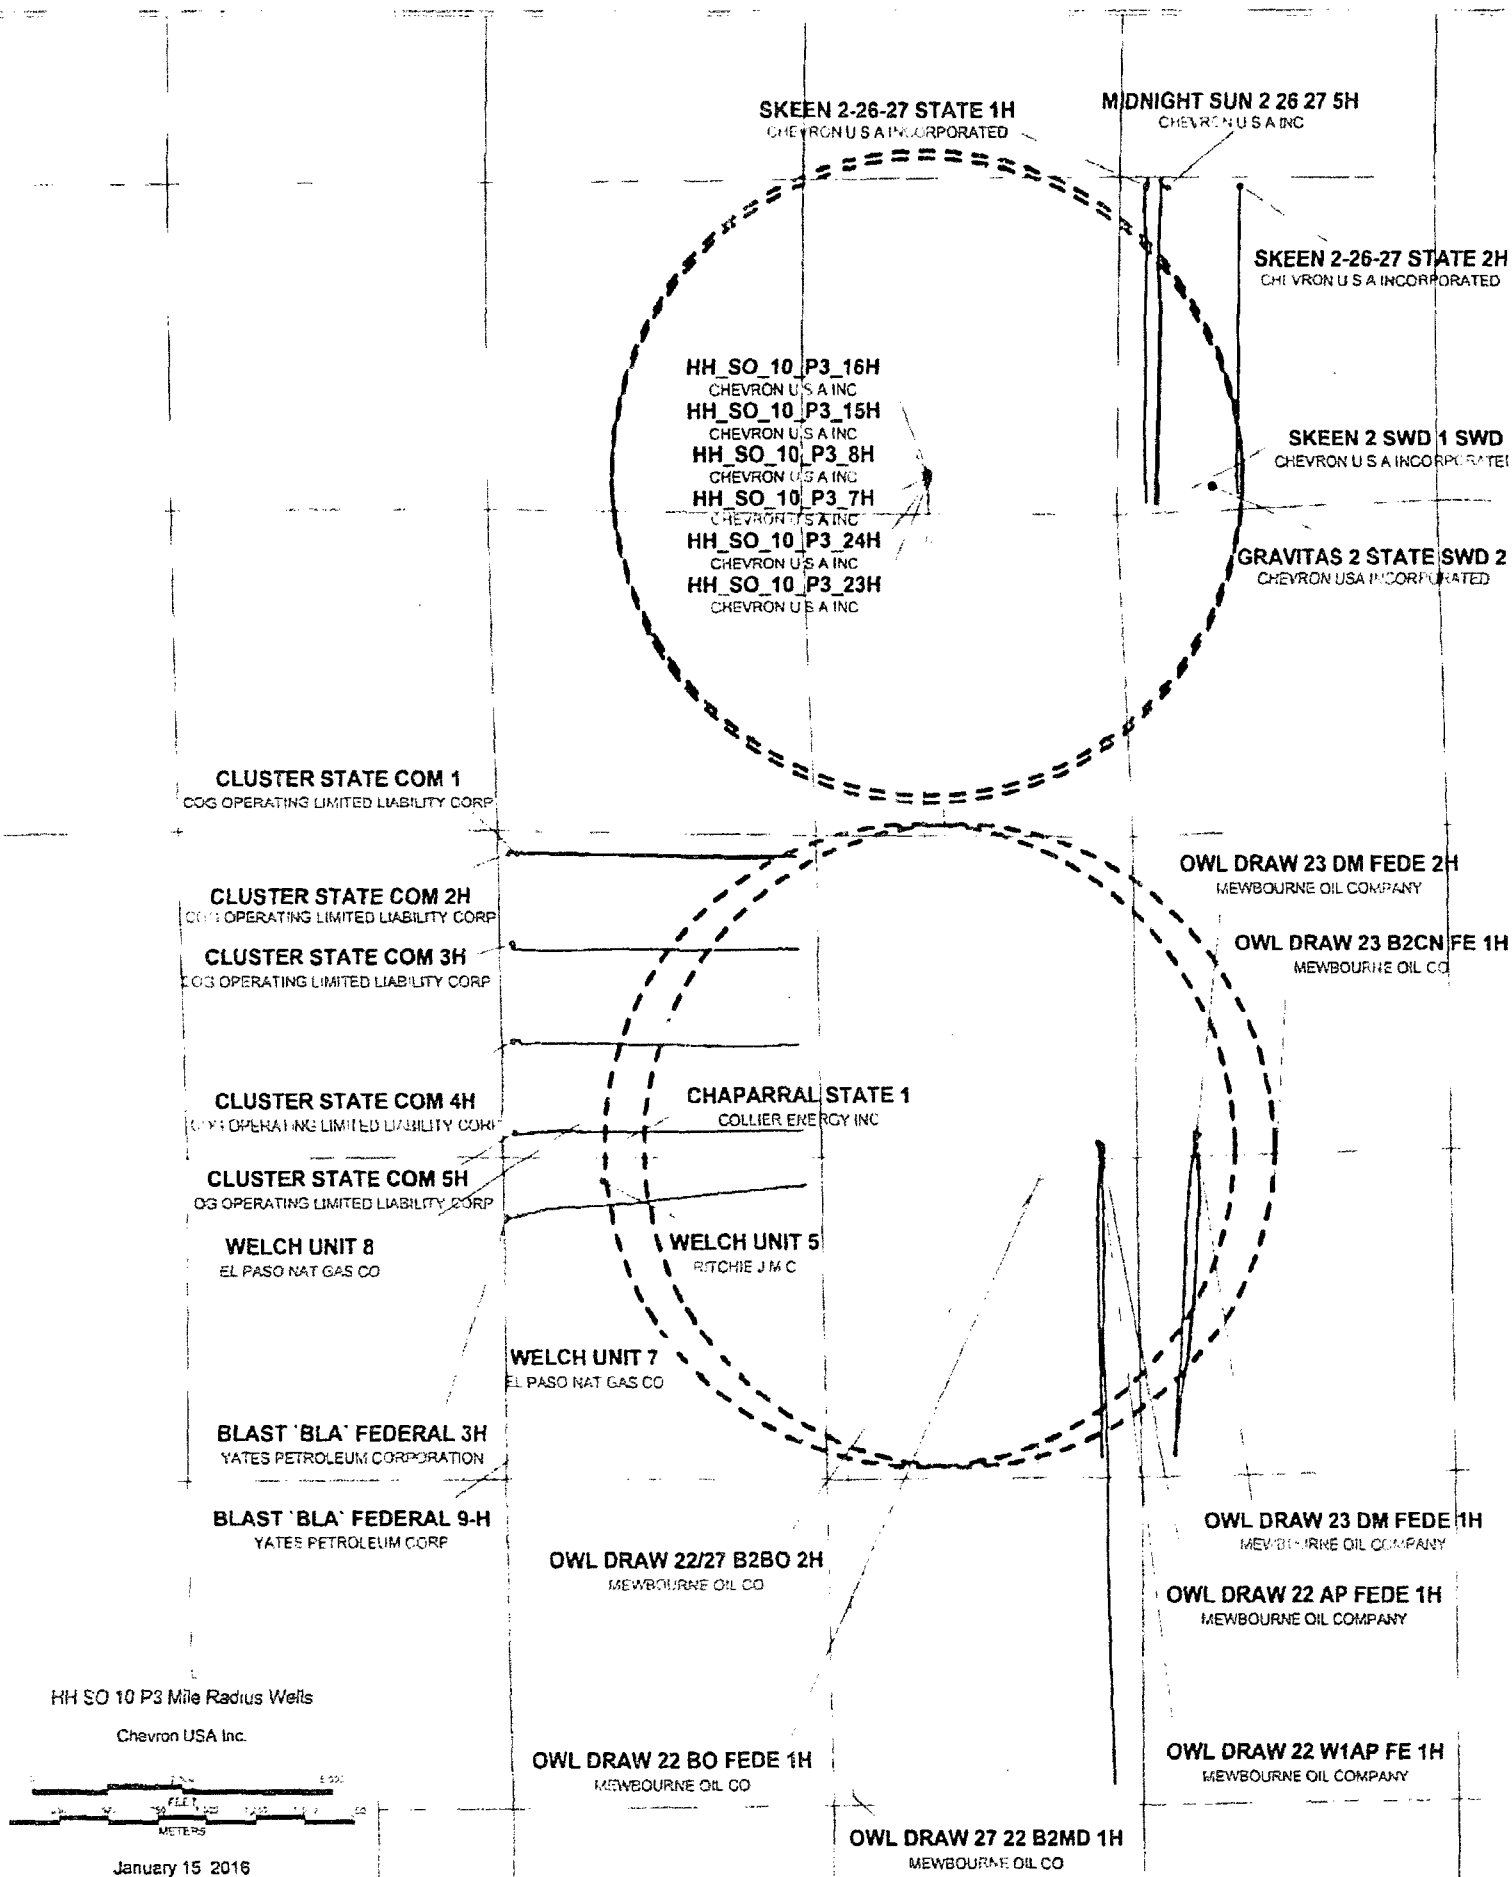 SKEEN 2-26-27 STATE 1H
CHEVRON U S A INCORPORATED
MIDNIGHT SUN 2 26 27 5H
CHEVRON U S A INC
SKEEN 2-26-27 STATE 2H
CHEVRON U S A INCORPORATED
HH_SO_10_P3_16H
CHEVRON U S A INC
HH_SO_10_P3_15H
CHEVRON U S A INC
HH_SO_10_P3_8H
CHEVRON U S A INC
HH_SO_10_P3_7H
CHEVRON U S A INC
HH_SO_10_P3_24H
CHEVRON U S A INC
HH_SO_10_P3_23H
CHEVRON U S A INC
SKEEN 2 SWD 1 SWD
CHEVRON U S A INCORPORATE
GRAVITAS 2 STATE SWD 2
CHEVRON USA INCORPORATED
CLUSTER STATE COM 1
COG OPERATING LIMITED LIABILITY CORP
CLUSTER STATE COM 2H
COG OPERATING LIMITED LIABILITY CORP
CLUSTER STATE COM 3H
COG OPERATING LIMITED LIABILITY CORP
OWL DRAW 23 DM FEDE 2H
MEWBOURNE OIL COMPANY
OWL DRAW 23 B2CN FE 1H
MEWBOURNE OIL CO
CLUSTER STATE COM 4H
COG OPERATING LIMITED LIABILITY CORP
CHAPARRAL STATE 1
COLLIER ENERGY INC
CLUSTER STATE COM 5H
OG OPERATING LIMITED LIABILITY CORP
WELCH UNIT 8
EL PASO NAT GAS CO
WELCH UNIT 5
RITCHIE J M C
WELCH UNIT 7
EL PASO NAT GAS CO
BLAST `BLA` FEDERAL 3H
YATES PETROLEUM CORPORATION
BLAST `BLA` FEDERAL 9-H
YATES PETROLEUM CORP
OWL DRAW 22/27 B2BO 2H
MEWBOURNE OIL CO
OWL DRAW 23 DM FEDE 1H
MEWBOURNE OIL COMPANY
OWL DRAW 22 AP FEDE 1H
MEWBOURNE OIL COMPANY
OWL DRAW 22 BO FEDE 1H
MEWBOURNE OIL CO
OWL DRAW 22 W1AP FE 1H
MEWBOURNE OIL COMPANY
OWL DRAW 27 22 B2MD 1H
MEWBOURNE OIL CO
HH SO 10 P3 Mile Radius Wells
Chevron USA Inc.
FEET
METERS
January 15 2016